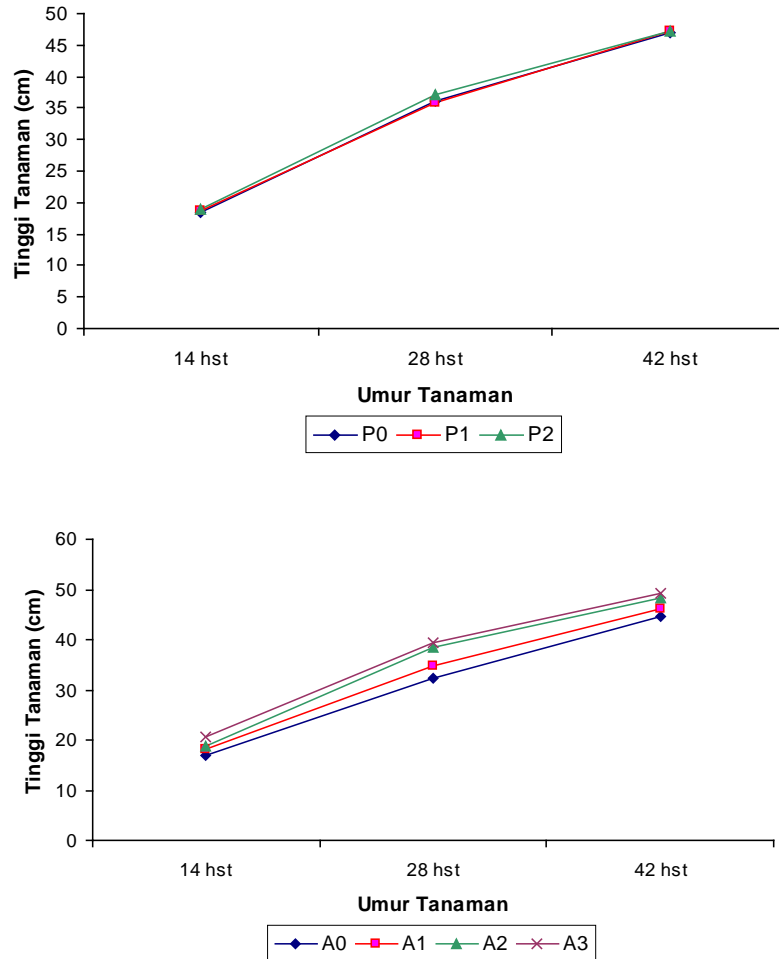 50
45
40
35
30
25
20
15
10
5
0
Tinggi Tanaman (cm)
14 hst 28 hst 42 hst
Umur Tanaman
P0 P1 P2
60
50
40
30
20
10
0
Tinggi Tanaman (cm)
14 hst 28 hst 42 hst
Umur Tanaman
A0 A1 A2 A3